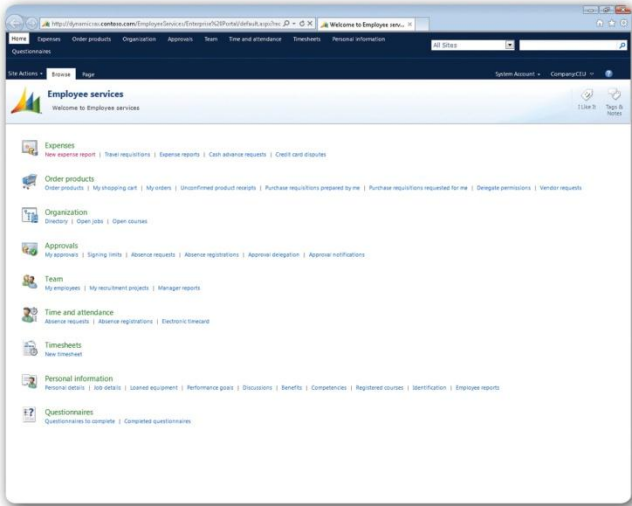 http://dynamicsax.contoso.com/EmployeeServices/Enterprise%20Portal/default.aspx?
Welcome to Employee serv...
Home Expenses Order products Organization Approvals Team Time and attendance Timesheets Personal information
Questionnaires
All Sites
Site Actions Browse Page System Account
Employee services
Welcome to Employee services
I Like It Tags & Notes
Expenses
New expense report | Travel requisitions | Expense reports | Cash advance requests | Credit card disputes
Order products
Order products | My shopping cart | My orders | Unconfirmed product receipts | Purchase requisitions prepared by me | Purchase requisitions requested for me | Delegate permissions | Vendor requests
Organization
Directory | Open jobs | Open courses
Approvals
My approvals | Signing limits | Absence requests | Absence registrations | Approval delegation | Approval notifications
Team
My employees | My recruitment projects | Manager reports
Time and attendance
Absence requests | Absence registrations | Electronic timecard
Timesheets
New timesheet
Personal information
Personal details | Job details | Loaned equipment | Performance goals | Discussions | Benefits | Competencies | Registered courses | Identification | Employee reports
Questionnaires
Questionnaires to complete | Completed questionnaires